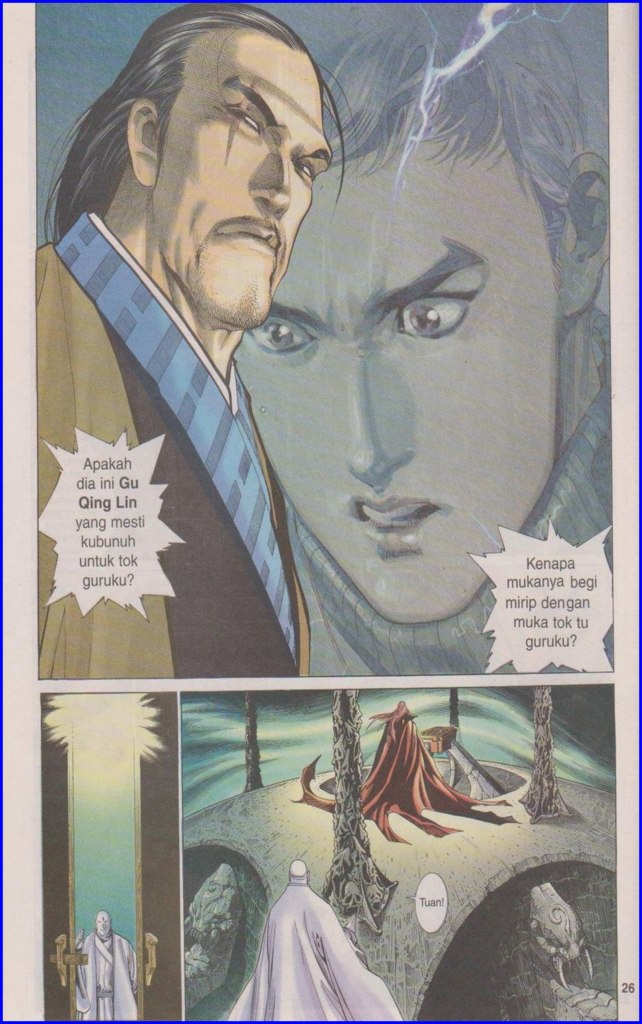 Apakah
dia ini Gu
Qing Lin
yang mesti
kubunuh
untuk tok
guruku?
Kenapa
mukanya begi
mirip dengan
muka tok tu
guruku?
Tuan!
26